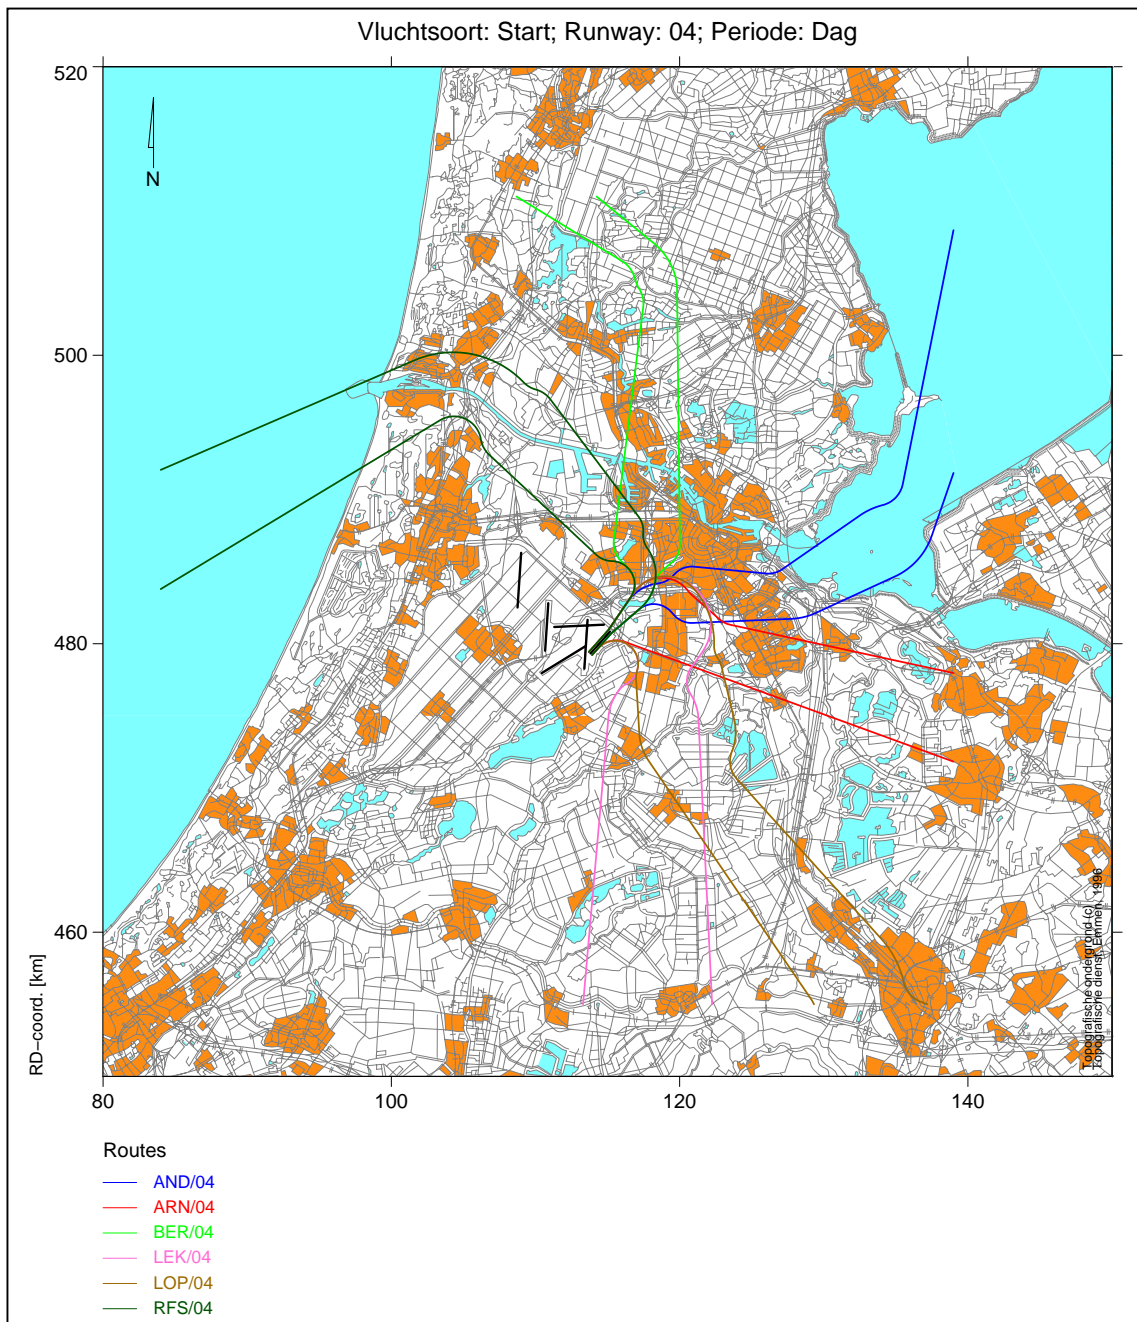 Vluchtsoort: Start; Runway: 04; Periode: Dag
520
N
500
480
460
RD-coord. [km]
Topografische ondergrond (c)
Topografische dienst, Emmen, 1996
80 100 120 140
Routes
AND/04
ARN/04
BER/04
LEK/04
LOP/04
RFS/04